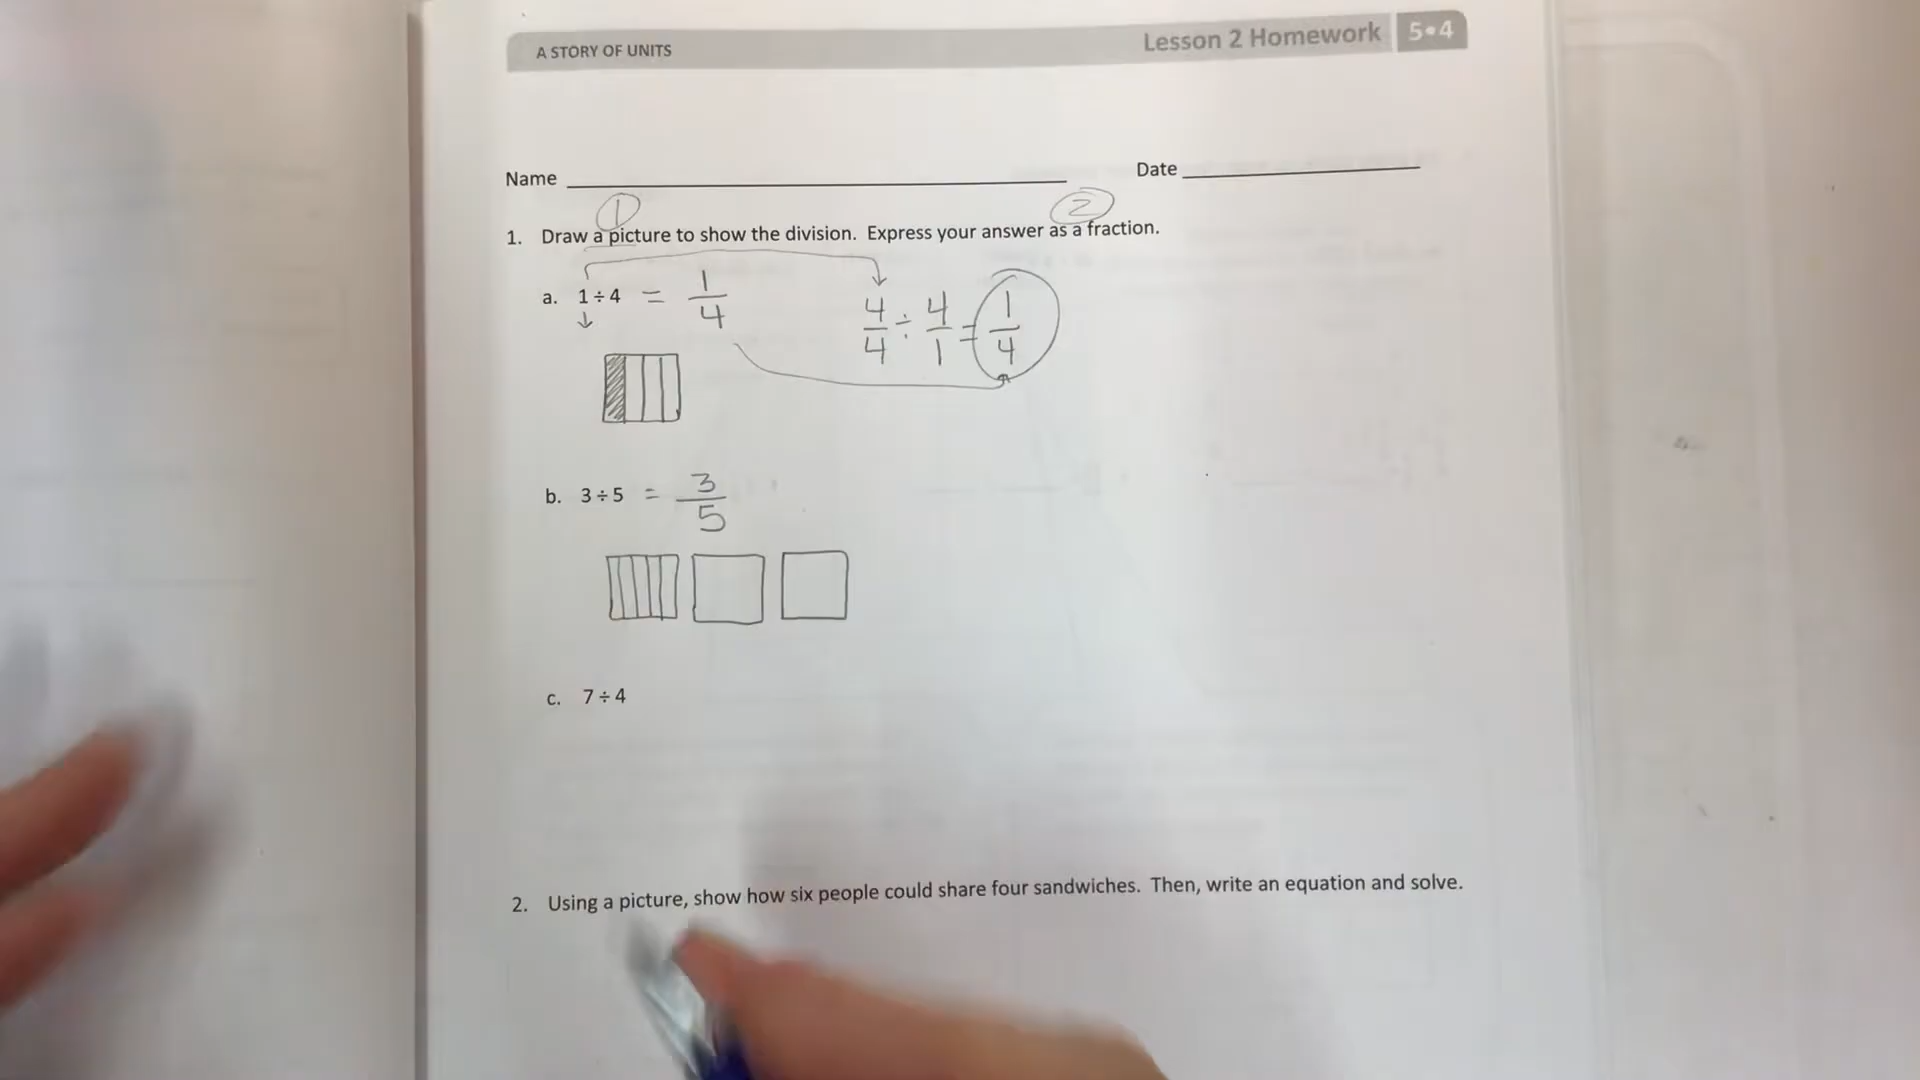 A STORY OF UNITS
Lesson 2 Homework 5•4
Name
Date
1
2
1. Draw a picture to show the division. Express your answer as a fraction.
a. 1 ÷ 4 = 1/4
4/4 ÷ 4/1 = 1/4
b. 3 ÷ 5 = 3/5
c. 7 ÷ 4
2. Using a picture, show how six people could share four sandwiches. Then, write an equation and solve.